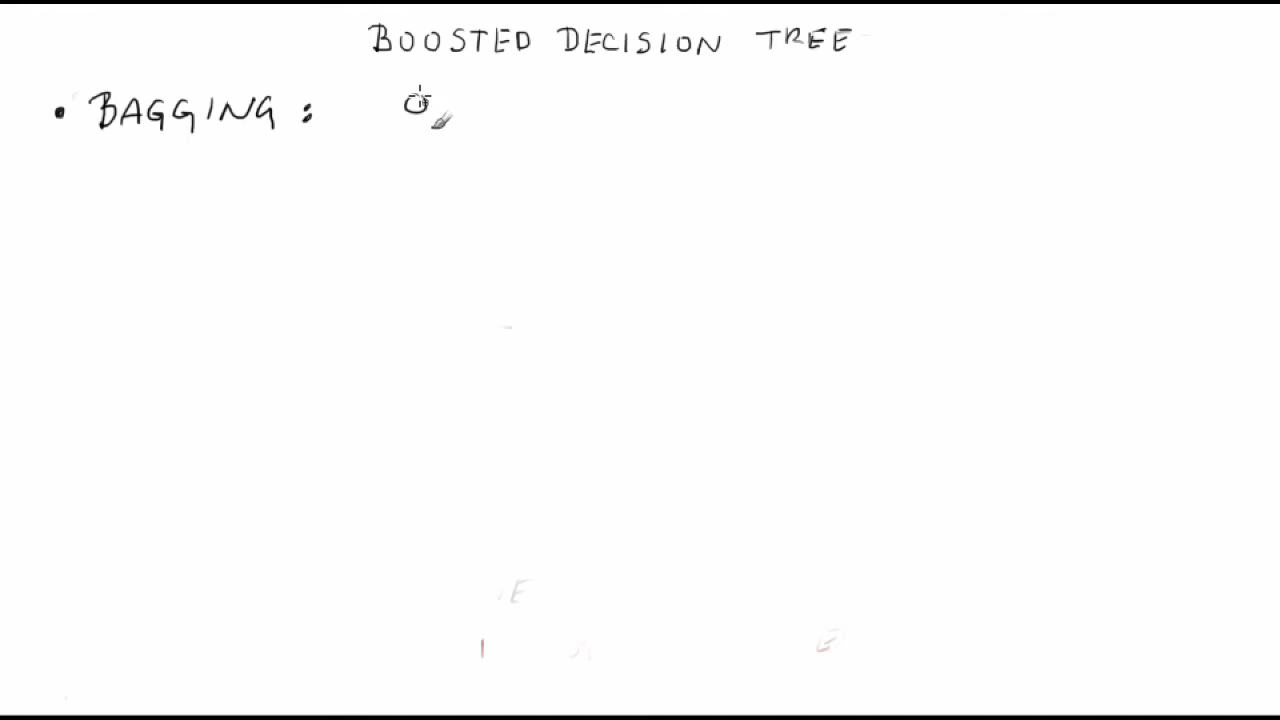 BOOSTED DECISION TREE
• BAGGING :